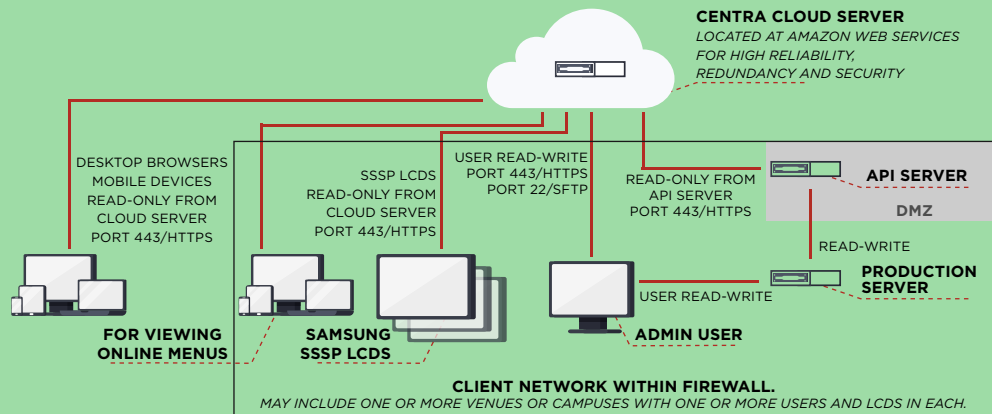 CENTRA CLOUD SERVER
LOCATED AT AMAZON WEB SERVICES
FOR HIGH RELIABILITY,
REDUNDANCY AND SECURITY
DESKTOP BROWSERS
MOBILE DEVICES
READ-ONLY FROM
CLOUD SERVER
PORT 443/HTTPS
SSSP LCDS
READ-ONLY FROM
CLOUD SERVER
PORT 443/HTTPS
USER READ-WRITE
PORT 443/HTTPS
PORT 22/SFTP
READ-ONLY FROM
API SERVER
PORT 443/HTTPS
API SERVER
DMZ
READ-WRITE
PRODUCTION
SERVER
USER READ-WRITE
FOR VIEWING
ONLINE MENUS
SAMSUNG
SSSP LCDS
ADMIN USER
CLIENT NETWORK WITHIN FIREWALL.
MAY INCLUDE ONE OR MORE VENUES OR CAMPUSES WITH ONE OR MORE USERS AND LCDS IN EACH.